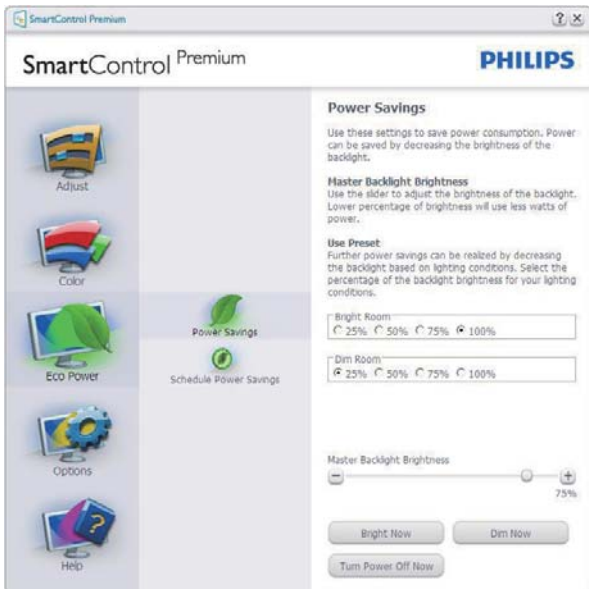 SmartControl Premium
SmartControl Premium
PHILIPS
Adjust
Color
Eco Power
Options
Help
Power Savings
Schedule Power Savings
Power Savings
Use these settings to save power consumption. Power
can be saved by decreasing the brightness of the
backlight.
Master Backlight Brightness
Use the slider to adjust the brightness of the backlight.
Lower percentage of brightness will use less watts of
power.
Use Preset
Further power savings can be realized by decreasing
the backlight based on lighting conditions. Select the
percentage of the backlight brightness for your lighting
conditions.
Bright Room
25% 50% 75% 100%
Dim Room
25% 50% 75% 100%
Master Backlight Brightness
75%
Bright Now Dim Now
Turn Power Off Now